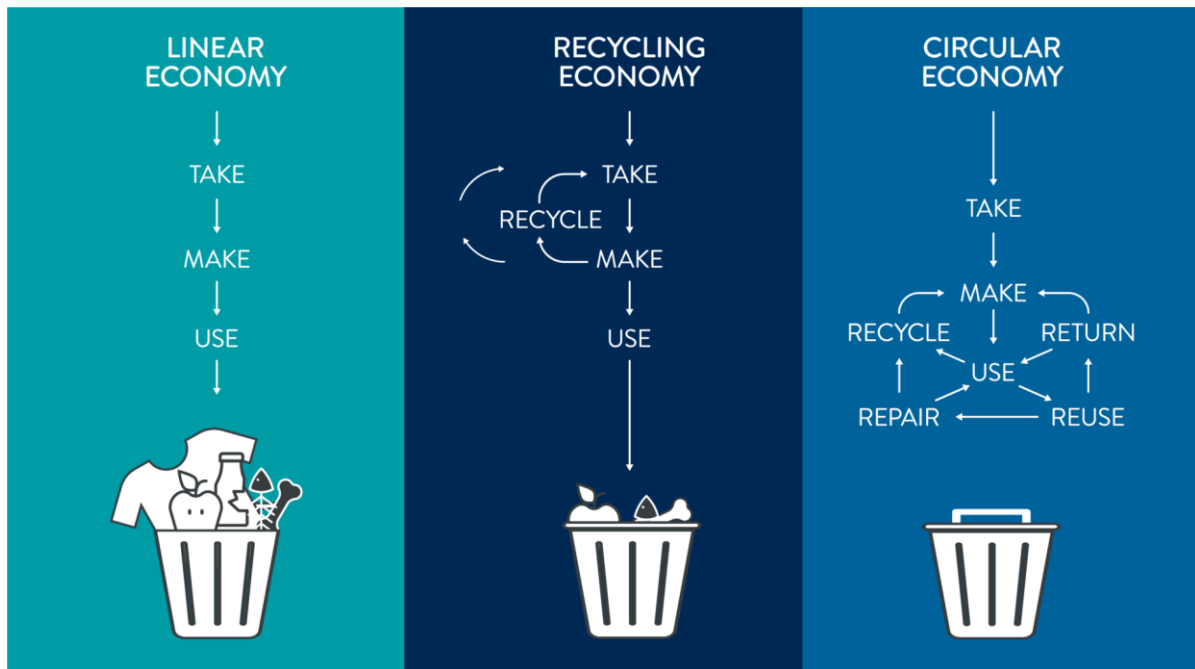 LINEAR
ECONOMY
TAKE
MAKE
USE
RECYCLING
ECONOMY
TAKE
RECYCLE
MAKE
USE
CIRCULAR
ECONOMY
TAKE
MAKE
RECYCLE
RETURN
USE
REPAIR
REUSE